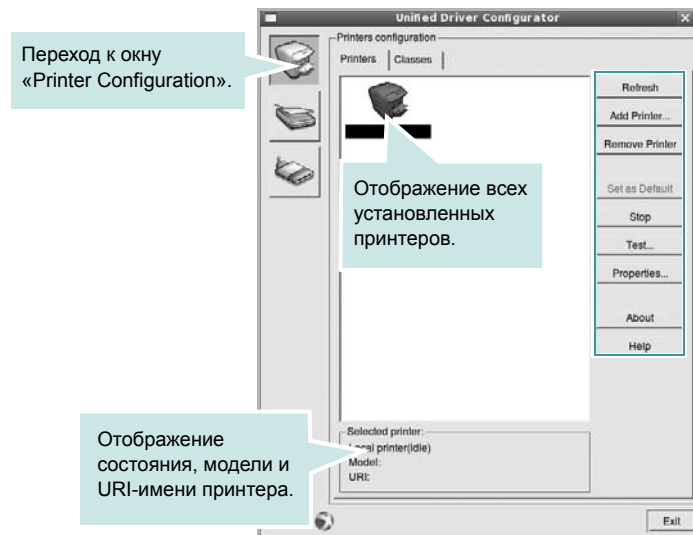 Unified Driver Configurator
Переход к окну
«Printer Configuration».
Printers configuration
Printers
Classes
Refresh
Add Printer...
Remove Printer
Set as Default
Stop
Test...
Properties...
About
Help
Отображение всех
установленных
принтеров.
Отображение
состояния, модели и
URI-имени принтера.
Selected printer:
Local printer(idle)
Model:
URI:
Exit